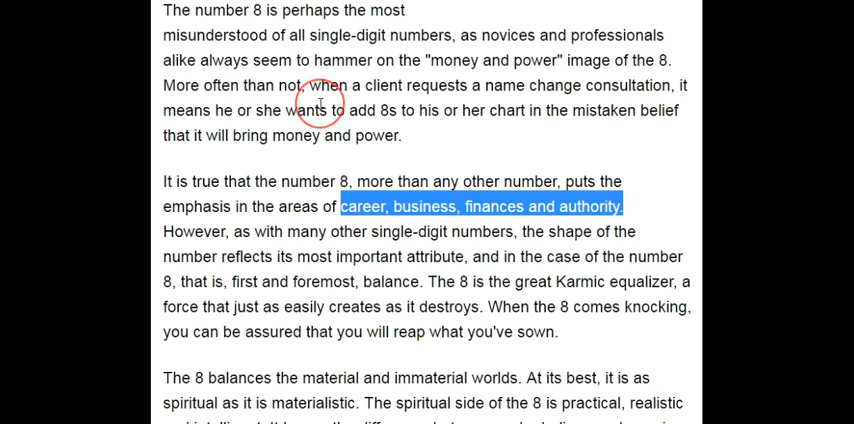 The number 8 is perhaps the most
misunderstood of all single-digit numbers, as novices and professionals
alike always seem to hammer on the "money and power" image of the 8.
More often than not, when a client requests a name change consultation, it
means he or she wants to add 8s to his or her chart in the mistaken belief
that it will bring money and power.
It is true that the number 8, more than any other number, puts the
emphasis in the areas of career, business, finances and authority.
However, as with many other single-digit numbers, the shape of the
number reflects its most important attribute, and in the case of the number
8, that is, first and foremost, balance. The 8 is the great Karmic equalizer, a
force that just as easily creates as it destroys. When the 8 comes knocking,
you can be assured that you will reap what you've sown.
The 8 balances the material and immaterial worlds. At its best, it is as
spiritual as it is materialistic. The spiritual side of the 8 is practical, realistic